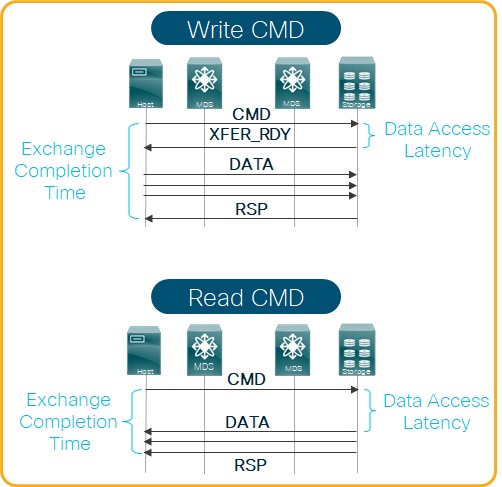 Write CMD
Host
MDS
MDS
Storage
CMD
XFER_RDY
Exchange
Completion
Time
Data Access
Latency
DATA
RSP
Read CMD
Host
MDS
MDS
Storage
CMD
Exchange
Completion
Time
Data Access
Latency
DATA
RSP